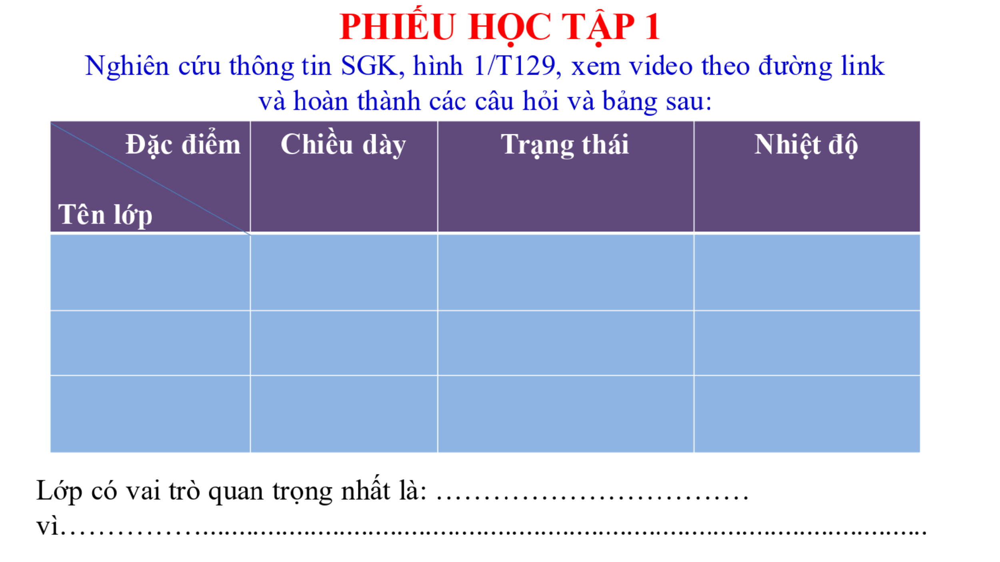 PHIẾU HỌC TẬP 1
Nghiên cứu thông tin SGK, hình 1/T129, xem video theo đường link
và hoàn thành các câu hỏi và bảng sau:
Đặc điểm
Tên lớp
Chiều dày
Trạng thái
Nhiệt độ
Lớp có vai trò quan trọng nhất là: .................................
vì...........................................................................................